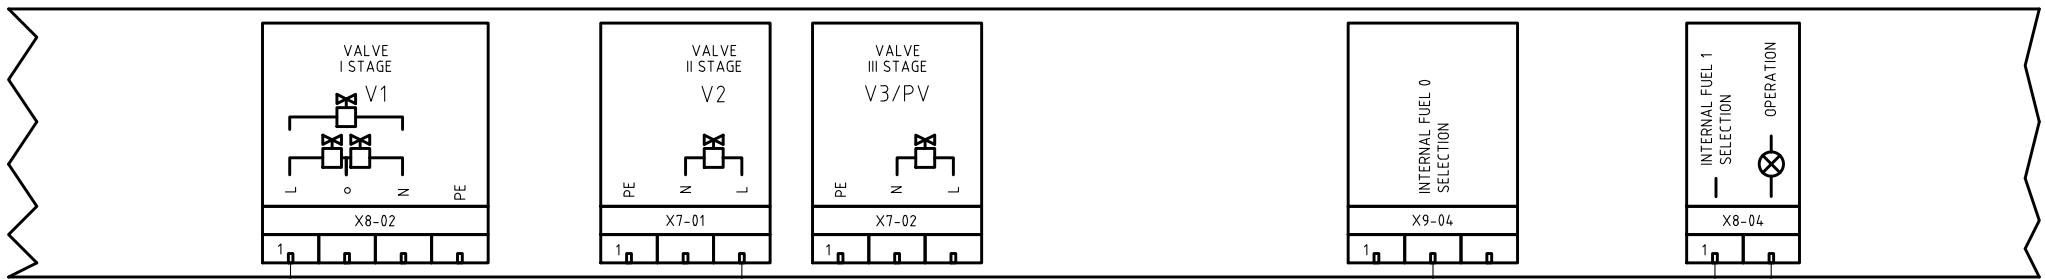 VALVE
I STAGE
V1
L
o
N
PE
X8-02
1
VALVE
II STAGE
V2
PE
N
L
X7-01
1
VALVE
III STAGE
V3/PV
PE
N
L
X7-02
1
INTERNAL FUEL 0
SELECTION
X9-04
1
INTERNAL FUEL 1
SELECTION
OPERATION
X8-04
1